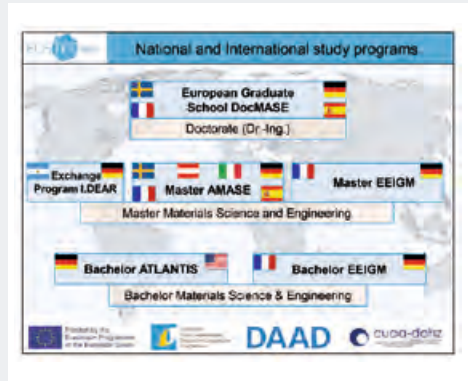 National and International study programs
European Graduate
School DocMASE
Doctorate (Dr.-Ing.)
Exchange
Program I.DEAR
Master AMASE
Master EEIGM
Master Materials Science and Engineering
Bachelor ATLANTIS
Bachelor EEIGM
Bachelor Materials Science & Engineering
DAAD